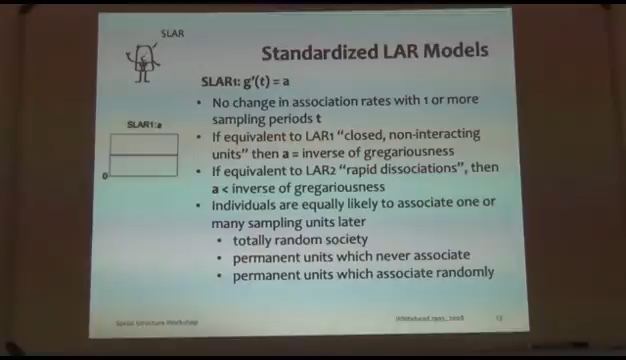 SLAR
Standardized LAR Models
SLAR1: g'(t) = a
• No change in association rates with 1 or more
sampling periods t
SLAR1:a
• If equivalent to LAR1 "closed, non-interacting
units" then a = inverse of gregariousness
• If equivalent to LAR2 "rapid dissociations", then
a < inverse of gregariousness
0
• Individuals are equally likely to associate one or
many sampling units later
• totally random society
• permanent units which never associate
• permanent units which associate randomly
Social Structure Workshop